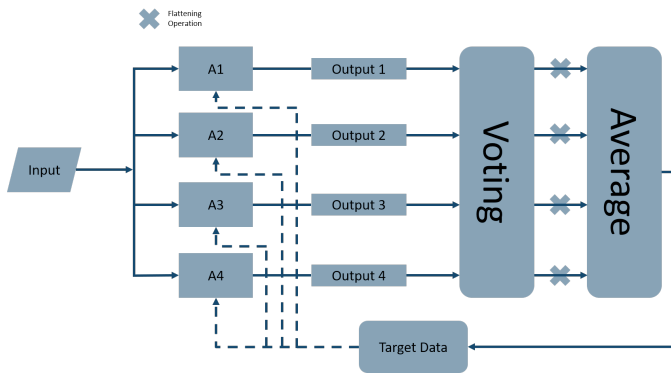 Flattening
Operation
A1
Output 1
A2
Output 2
Input
A3
Output 3
A4
Output 4
Voting
Average
Target Data